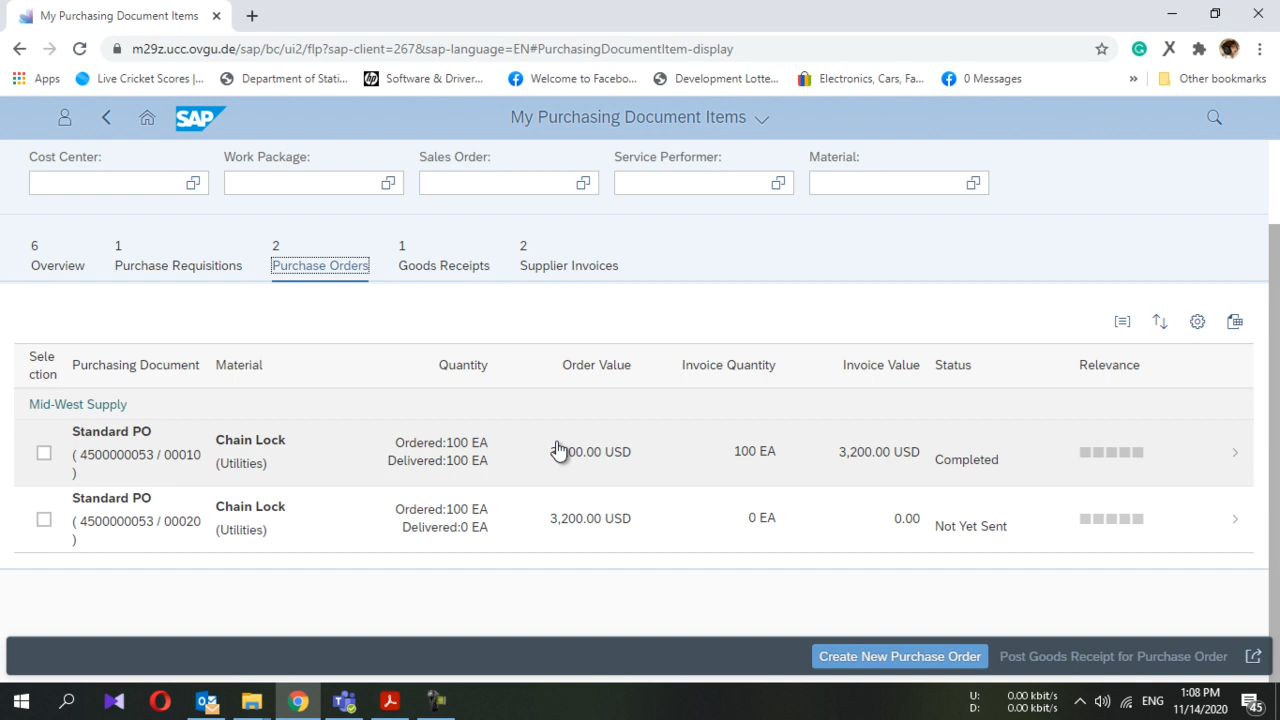 My Purchasing Document Items
m29z.ucc.ovgu.de/sap/bc/ui2/flp?sap-client=267&sap-language=EN#PurchasingDocumentItem-display
Apps Live Cricket Scores |... Department of Stati... Software & Driver... Welcome to Facebo... Development Lotte... Electronics, Cars, Fa... 0 Messages » Other bookmarks
SAP My Purchasing Document Items
Cost Center: Work Package: Sales Order: Service Performer: Material:
6 1 2 1 2
Overview Purchase Requisitions Purchase Orders Goods Receipts Supplier Invoices
Sele
ction Purchasing Document Material Quantity Order Value Invoice Quantity Invoice Value Status Relevance
Mid-West Supply
Standard PO
( 4500000053 / 00010
)
Chain Lock
(Utilities)
Ordered:100 EA
Delivered:100 EA
100 EA
3,200.00 USD
Completed
Standard PO
( 4500000053 / 00020
)
Chain Lock
(Utilities)
Ordered:100 EA
Delivered:0 EA
3,200.00 USD
0 EA
0.00
Not Yet Sent
Create New Purchase Order Post Goods Receipt for Purchase Order
U: 0.00 kbit/s
D: 0.00 kbit/s
ENG
1:08 PM
11/14/2020
45